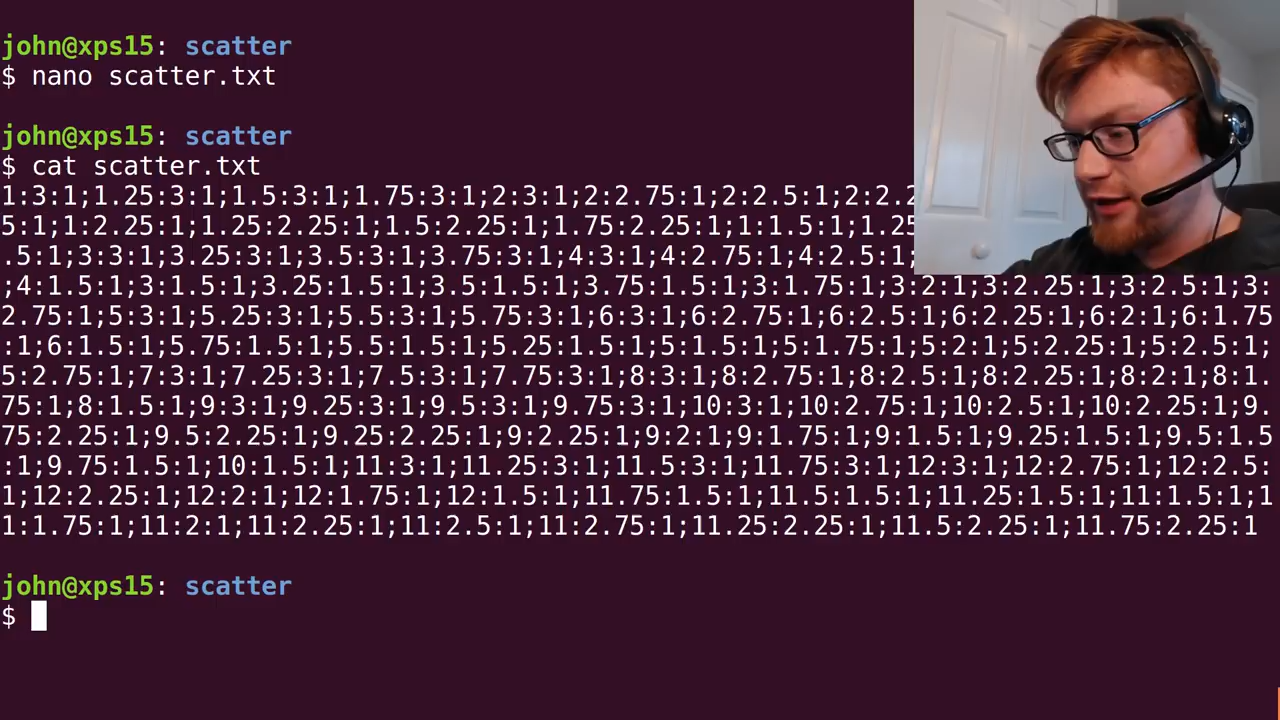 john@xps15: scatter
$ nano scatter.txt
john@xps15: scatter
$ cat scatter.txt
1:3:1;1.25:3:1;1.5:3:1;1.75:3:1;2:3:1;2:2.75:1;2:2.5:1;2:2.2
5:1;1:2.25:1;1.25:2.25:1;1.5:2.25:1;1.75:2.25:1;1:1.5:1;1.25
.5:1;3:3:1;3.25:3:1;3.5:3:1;3.75:3:1;4:3:1;4:2.75:1;4:2.5:1;
;4:1.5:1;3:1.5:1;3.25:1.5:1;3.5:1.5:1;3.75:1.5:1;3:1.75:1;3:2:1;3:2.25:1;3:2.5:1;3:
2.75:1;5:3:1;5.25:3:1;5.5:3:1;5.75:3:1;6:3:1;6:2.75:1;6:2.5:1;6:2.25:1;6:2:1;6:1.75
:1;6:1.5:1;5.75:1.5:1;5.5:1.5:1;5.25:1.5:1;5:1.5:1;5:1.75:1;5:2:1;5:2.25:1;5:2.5:1;
5:2.75:1;7:3:1;7.25:3:1;7.5:3:1;7.75:3:1;8:3:1;8:2.75:1;8:2.5:1;8:2.25:1;8:2:1;8:1.
75:1;8:1.5:1;9:3:1;9.25:3:1;9.5:3:1;9.75:3:1;10:3:1;10:2.75:1;10:2.5:1;10:2.25:1;9.
75:2.25:1;9.5:2.25:1;9.25:2.25:1;9:2.25:1;9:2:1;9:1.75:1;9:1.5:1;9.25:1.5:1;9.5:1.5
:1;9.75:1.5:1;10:1.5:1;11:3:1;11.25:3:1;11.5:3:1;11.75:3:1;12:3:1;12:2.75:1;12:2.5:
1;12:2.25:1;12:2:1;12:1.75:1;12:1.5:1;11.75:1.5:1;11.5:1.5:1;11.25:1.5:1;11:1.5:1;1
1:1.75:1;11:2:1;11:2.25:1;11:2.5:1;11:2.75:1;11.25:2.25:1;11.5:2.25:1;11.75:2.25:1
john@xps15: scatter
$